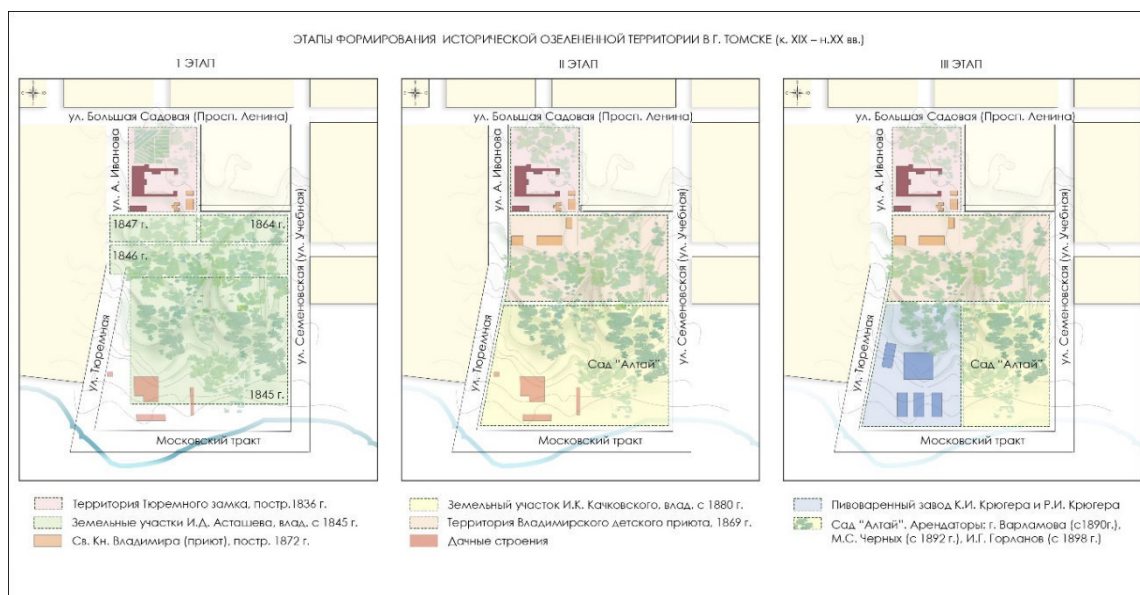 ЭТАПЫ ФОРМИРОВАНИЯ ИСТОРИЧЕСКОЙ ОЗЕЛЕНЕННОЙ ТЕРРИТОРИИ В Г. ТОМСКЕ (к. XIX – н.XX вв.)
I ЭТАП
ул. Большая Садовая (Просп. Ленина)
ул. А. Иванова
1847 г.
1864 г.
1846 г.
ул. Семеновская (ул. Учебная)
ул. Тюремная
1845 г.
Московский тракт
II ЭТАП
ул. Большая Садовая (Просп. Ленина)
ул. А. Иванова
ул. Семеновская (ул. Учебная)
ул. Тюремная
Сад "Алтай"
Московский тракт
III ЭТАП
ул. Большая Садовая (Просп. Ленина)
ул. А. Иванова
ул. Семеновская (ул. Учебная)
ул. Тюремная
Сад "Алтай"
Московский тракт
Территория Тюремного замка, постр.1836 г.
Земельные участки И.Д. Асташева, влад. с 1845 г.
Св. Кн. Владимира (приют), постр. 1872 г.
Земельный участок И.К. Качковского, влад. с 1880 г.
Территория Владимирского детского приюта, 1869 г.
Дачные строения
Пивоваренный завод К.И. Крюгера и Р.И. Крюгера
Сад "Алтай". Арендаторы: г. Варламова (с1890г.),
М.С. Черных (с 1892 г.), И.Г. Горланов (с 1898 г.)